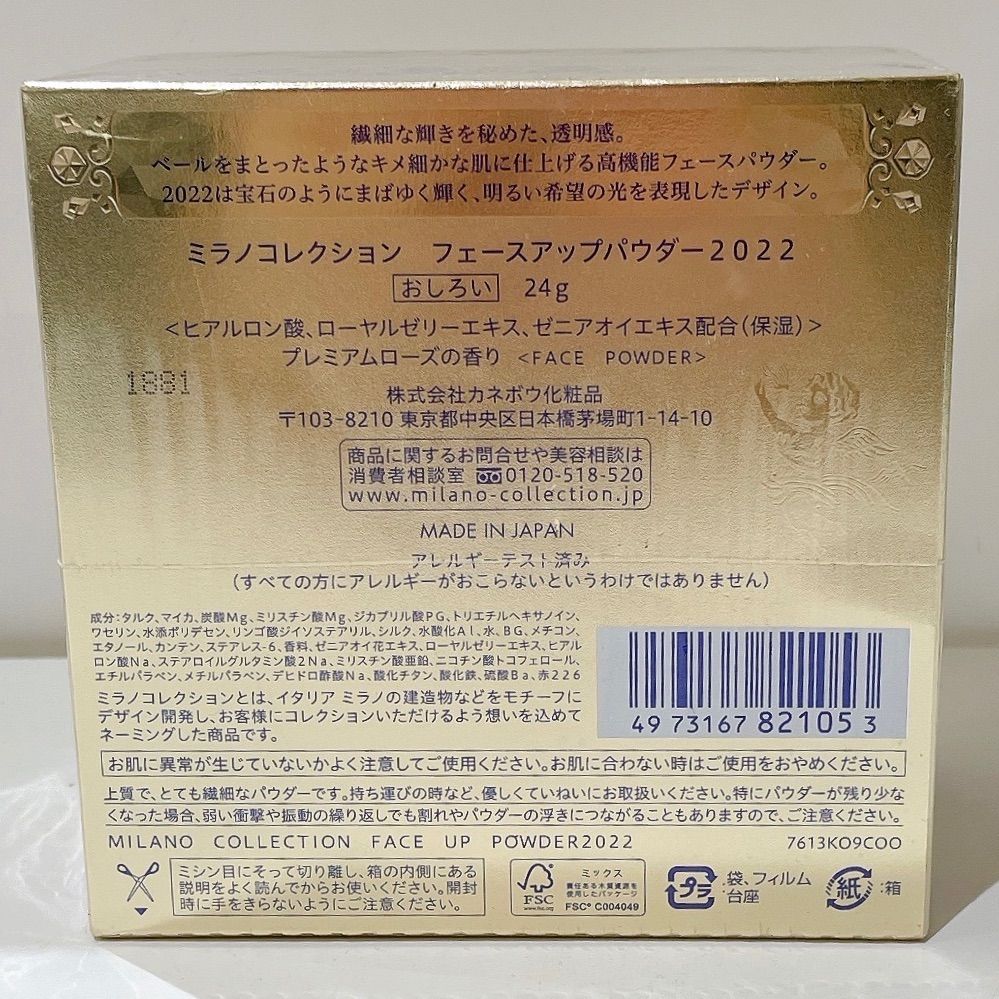 繊細な輝きを秘めた、透明感。
ベールをまとったようなキメ細かな肌に仕上げる高機能フェースパウダー。
2022は宝石のようにまばゆく輝く、明るい希望の光を表現したデザイン。
ミラノコレクション　フェースアップパウダー2022
おしろい　24g
<ヒアルロン酸、ローヤルゼリーエキス、ゼニアオイエキス配合(保湿)>
プレミアムローズの香り <FACE POWDER>
1881
株式会社カネボウ化粧品
〒103-8210 東京都中央区日本橋茅場町1-14-10
商品に関するお問合せや美容相談は
消費者相談室 0120-518-520
www.milano-collection.jp
MADE IN JAPAN
アレルギーテスト済み
(すべての方にアレルギーがおこらないというわけではありません)
成分：タルク、マイカ、炭酸Mg、ミリスチン酸Mg、ジカプリル酸PG、トリエチルヘキサノイン、
ワセリン、水添ポリデセン、リンゴ酸ジイソステアリル、シルク、水酸化Al、水、BG、メチコン、
エタノール、カンテン、ステアレス-6、香料、ゼニアオイ花エキス、ローヤルゼリーエキス、ヒアル
ロン酸Na、ステアロイルグルタミン酸2Na、ミリスチン酸亜鉛、ニコチン酸トコフェロール、
エチルパラベン、メチルパラベン、デヒドロ酢酸Na、酸化チタン、酸化鉄、硫酸Ba、赤226
ミラノコレクションとは、イタリア ミラノの建造物などをモチーフに
デザイン開発し、お客様にコレクションいただけるよう想いを込めて
ネーミングした商品です。
4973167821053
お肌に異常が生じていないかよく注意してご使用ください。お肌に合わない時はご使用をおやめください。
上質で、とても繊細なパウダーです。持ち運びの時など、優しくていねいにお取扱いください。特にパウダーが残り少な
くなった場合、弱い衝撃や振動の繰り返しでも割れやパウダーの浮きにつながることもありますので、ご注意ください。
MILANO COLLECTION FACE UP POWDER2022　7613KO9COO
ミシン目にそって切り離し、箱の内側にある
説明をよく読んでからお使いください。開封
時に手をきらないようにご注意ください。
FSC
www.fsc.org
ミックス
責任ある木質資源を
使用したパッケージ
FSC® C004049
プラ :袋、フィルム
台座
紙 :箱